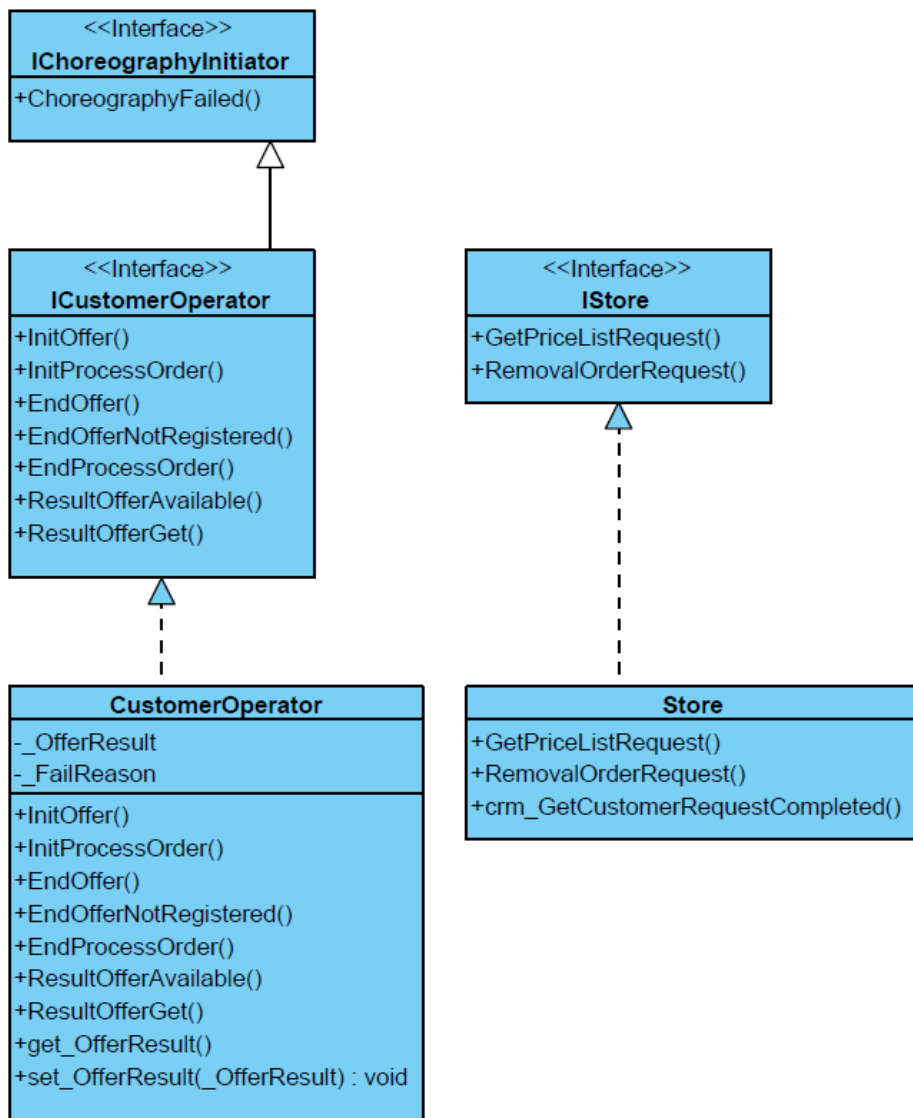 <<Interface>>
IChoreographyInitiator
+ChoreographyFailed()
<<Interface>>
ICustomerOperator
+InitOffer()
+InitProcessOrder()
+EndOffer()
+EndOfferNotRegistered()
+EndProcessOrder()
+ResultOfferAvailable()
+ResultOfferGet()
<<Interface>>
IStore
+GetPriceListRequest()
+RemovalOrderRequest()
CustomerOperator
-_OfferResult
-_FailReason
+InitOffer()
+InitProcessOrder()
+EndOffer()
+EndOfferNotRegistered()
+EndProcessOrder()
+ResultOfferAvailable()
+ResultOfferGet()
+get_OfferResult()
+set_OfferResult(_OfferResult) : void
Store
+GetPriceListRequest()
+RemovalOrderRequest()
+crm_GetCustomerRequestCompleted()